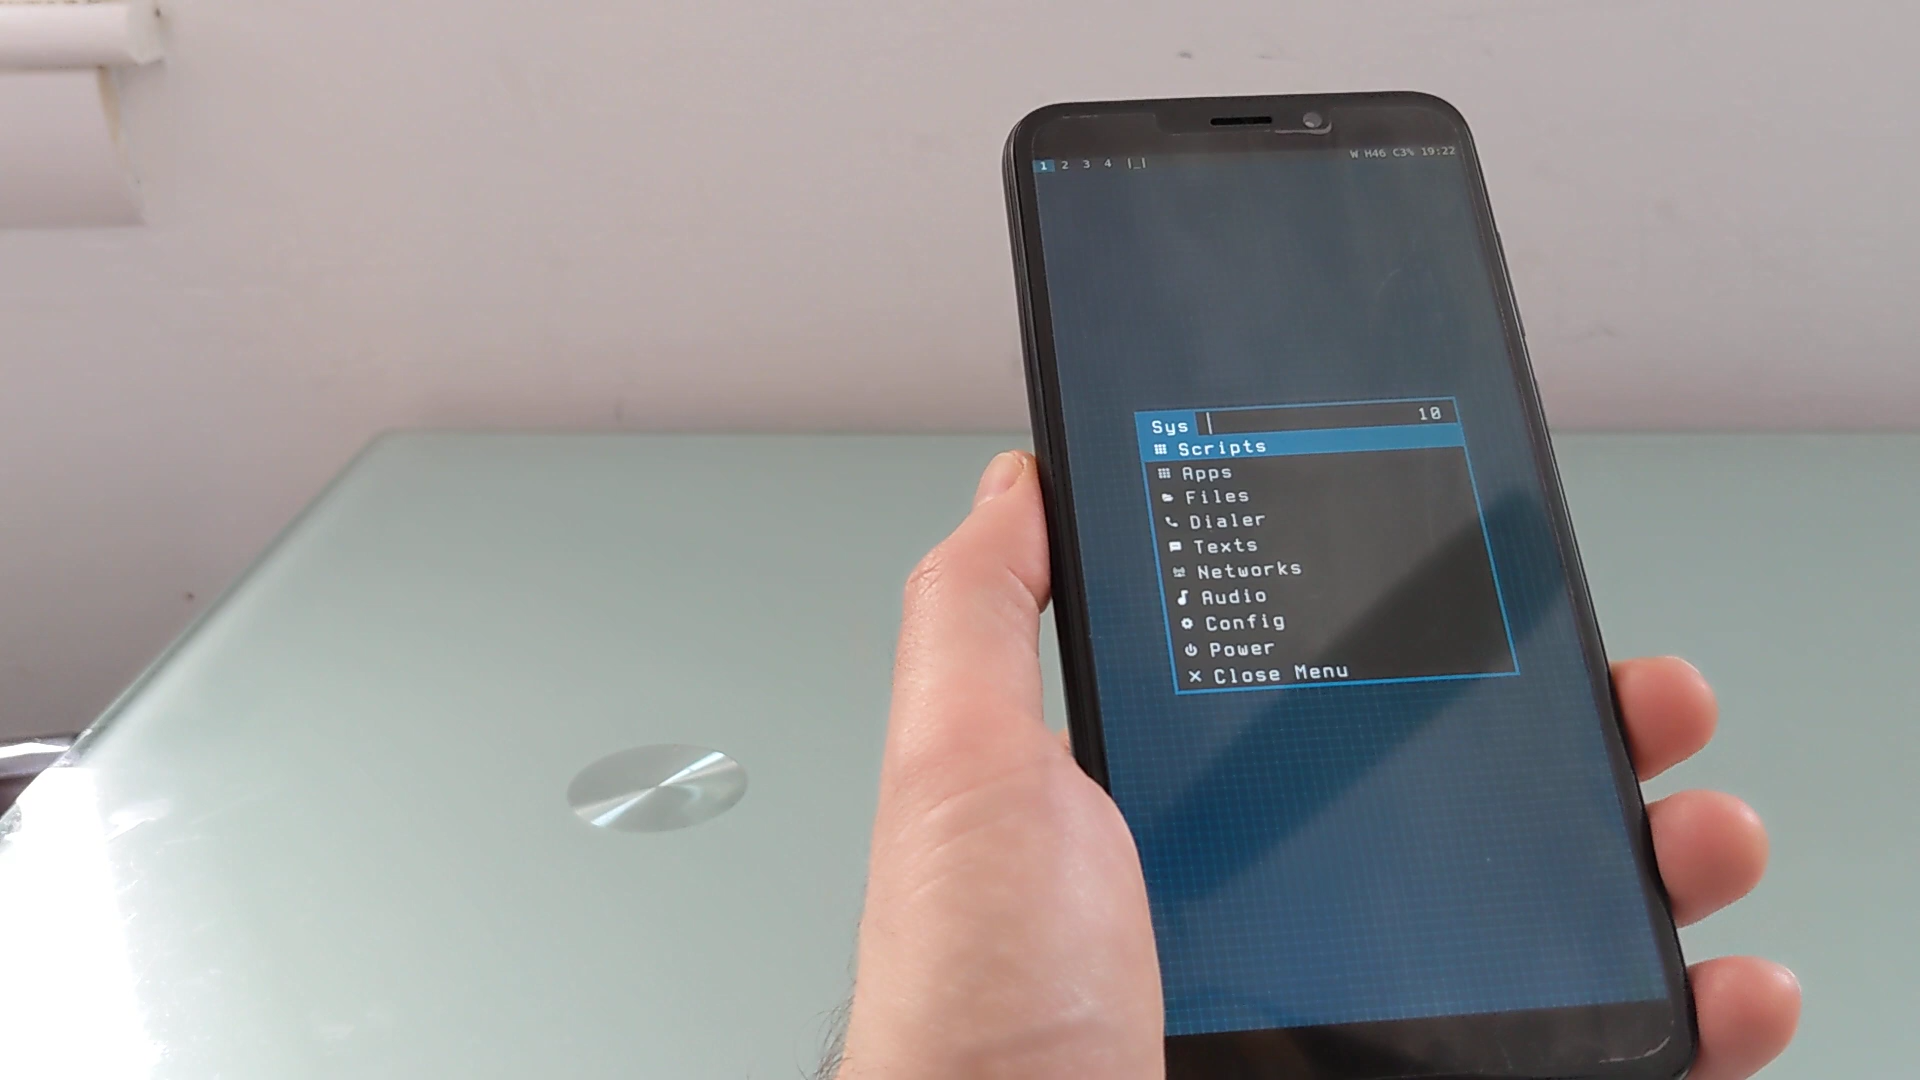 1 2 3 4 |_| W H46 C3% 19:22
Sys 10
Scripts
Apps
Files
Dialer
Texts
Networks
Audio
Config
Power
Close Menu